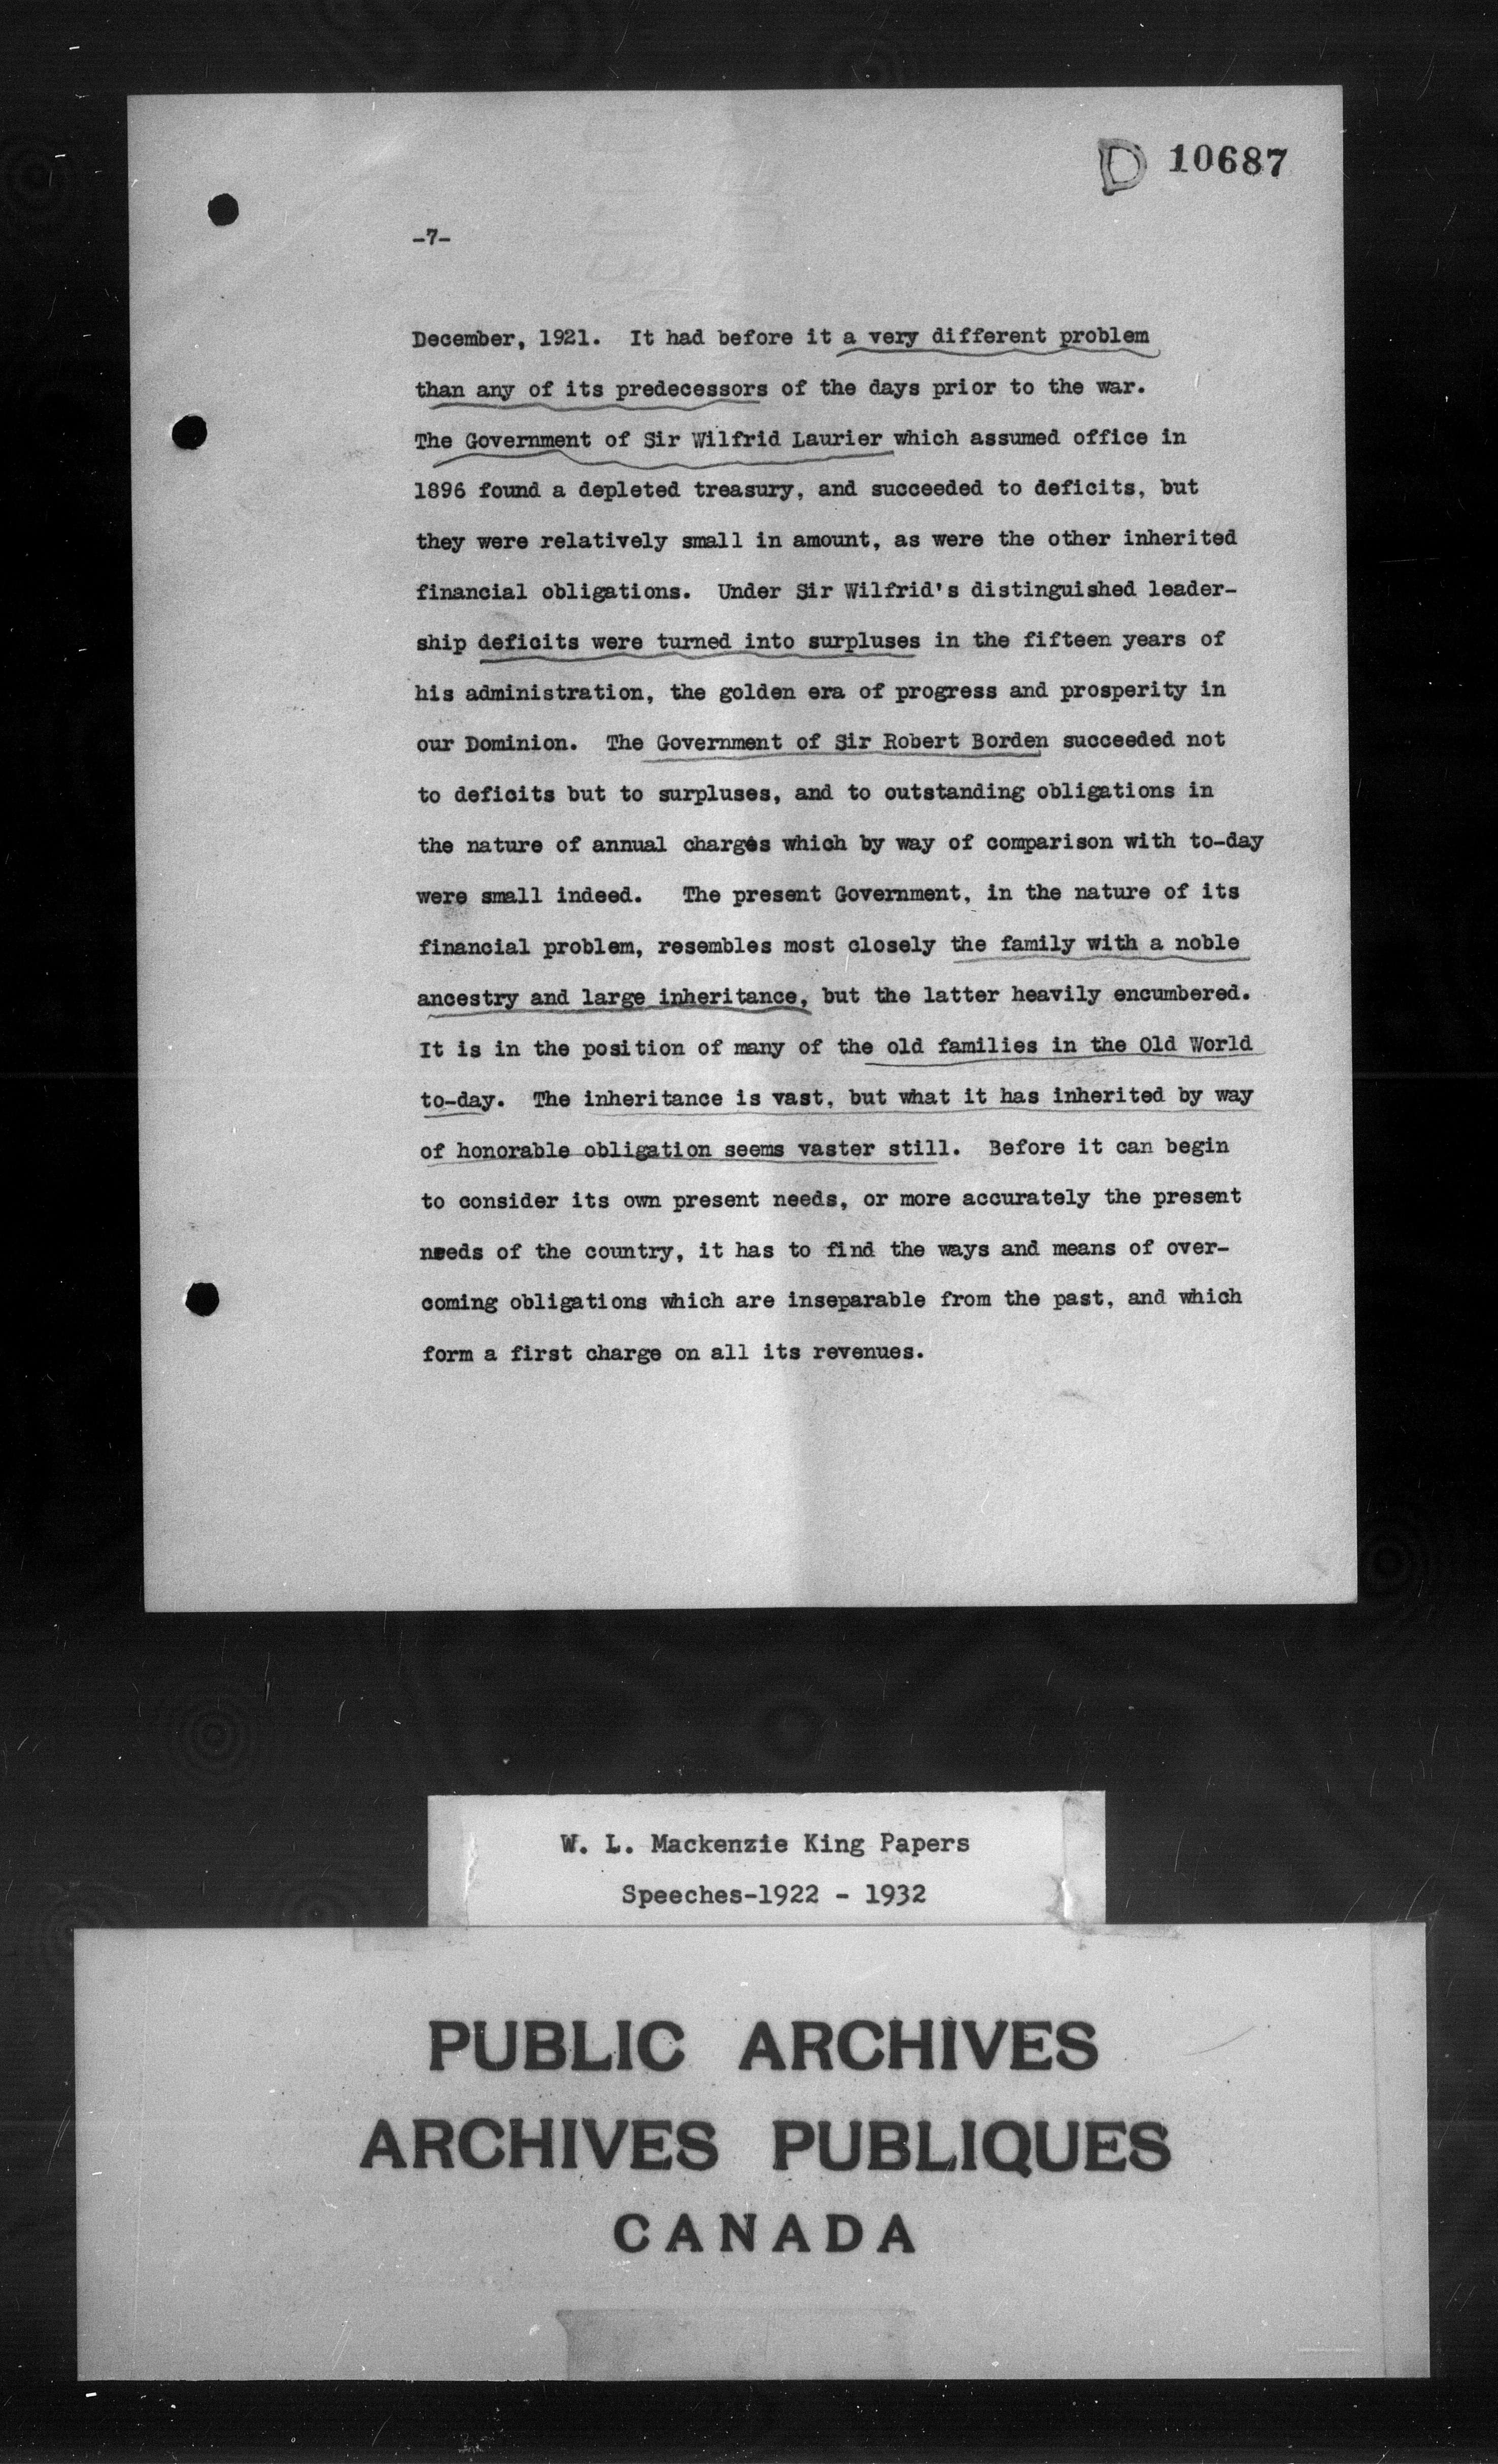 D 10687
-7-
December, 1921. It had before it a very different problem
than any of its predecessors of the days prior to the war.
The Government of Sir Wilfrid Laurier which assumed office in
1896 found a depleted treasury, and succeeded to deficits, but
they were relatively small in amount, as were the other inherited
financial obligations. Under Sir Wilfrid's distinguished leader-
ship deficits were turned into surpluses in the fifteen years of
his administration, the golden era of progress and prosperity in
our Dominion. The Government of Sir Robert Borden succeeded not
to deficits but to surpluses, and to outstanding obligations in
the nature of annual charges which by way of comparison with to-day
were small indeed. The present Government, in the nature of its
financial problem, resembles most closely the family with a noble
ancestry and large inheritance, but the latter heavily encumbered.
It is in the position of many of the old families in the Old World
to-day. The inheritance is vast, but what it has inherited by way
of honorable obligation seems vaster still. Before it can begin
to consider its own present needs, or more accurately the present
needs of the country, it has to find the ways and means of over-
coming obligations which are inseparable from the past, and which
form a first charge on all its revenues.
W. L. Mackenzie King Papers
Speeches-1922 - 1932
PUBLIC ARCHIVES
ARCHIVES PUBLIQUES
CANADA